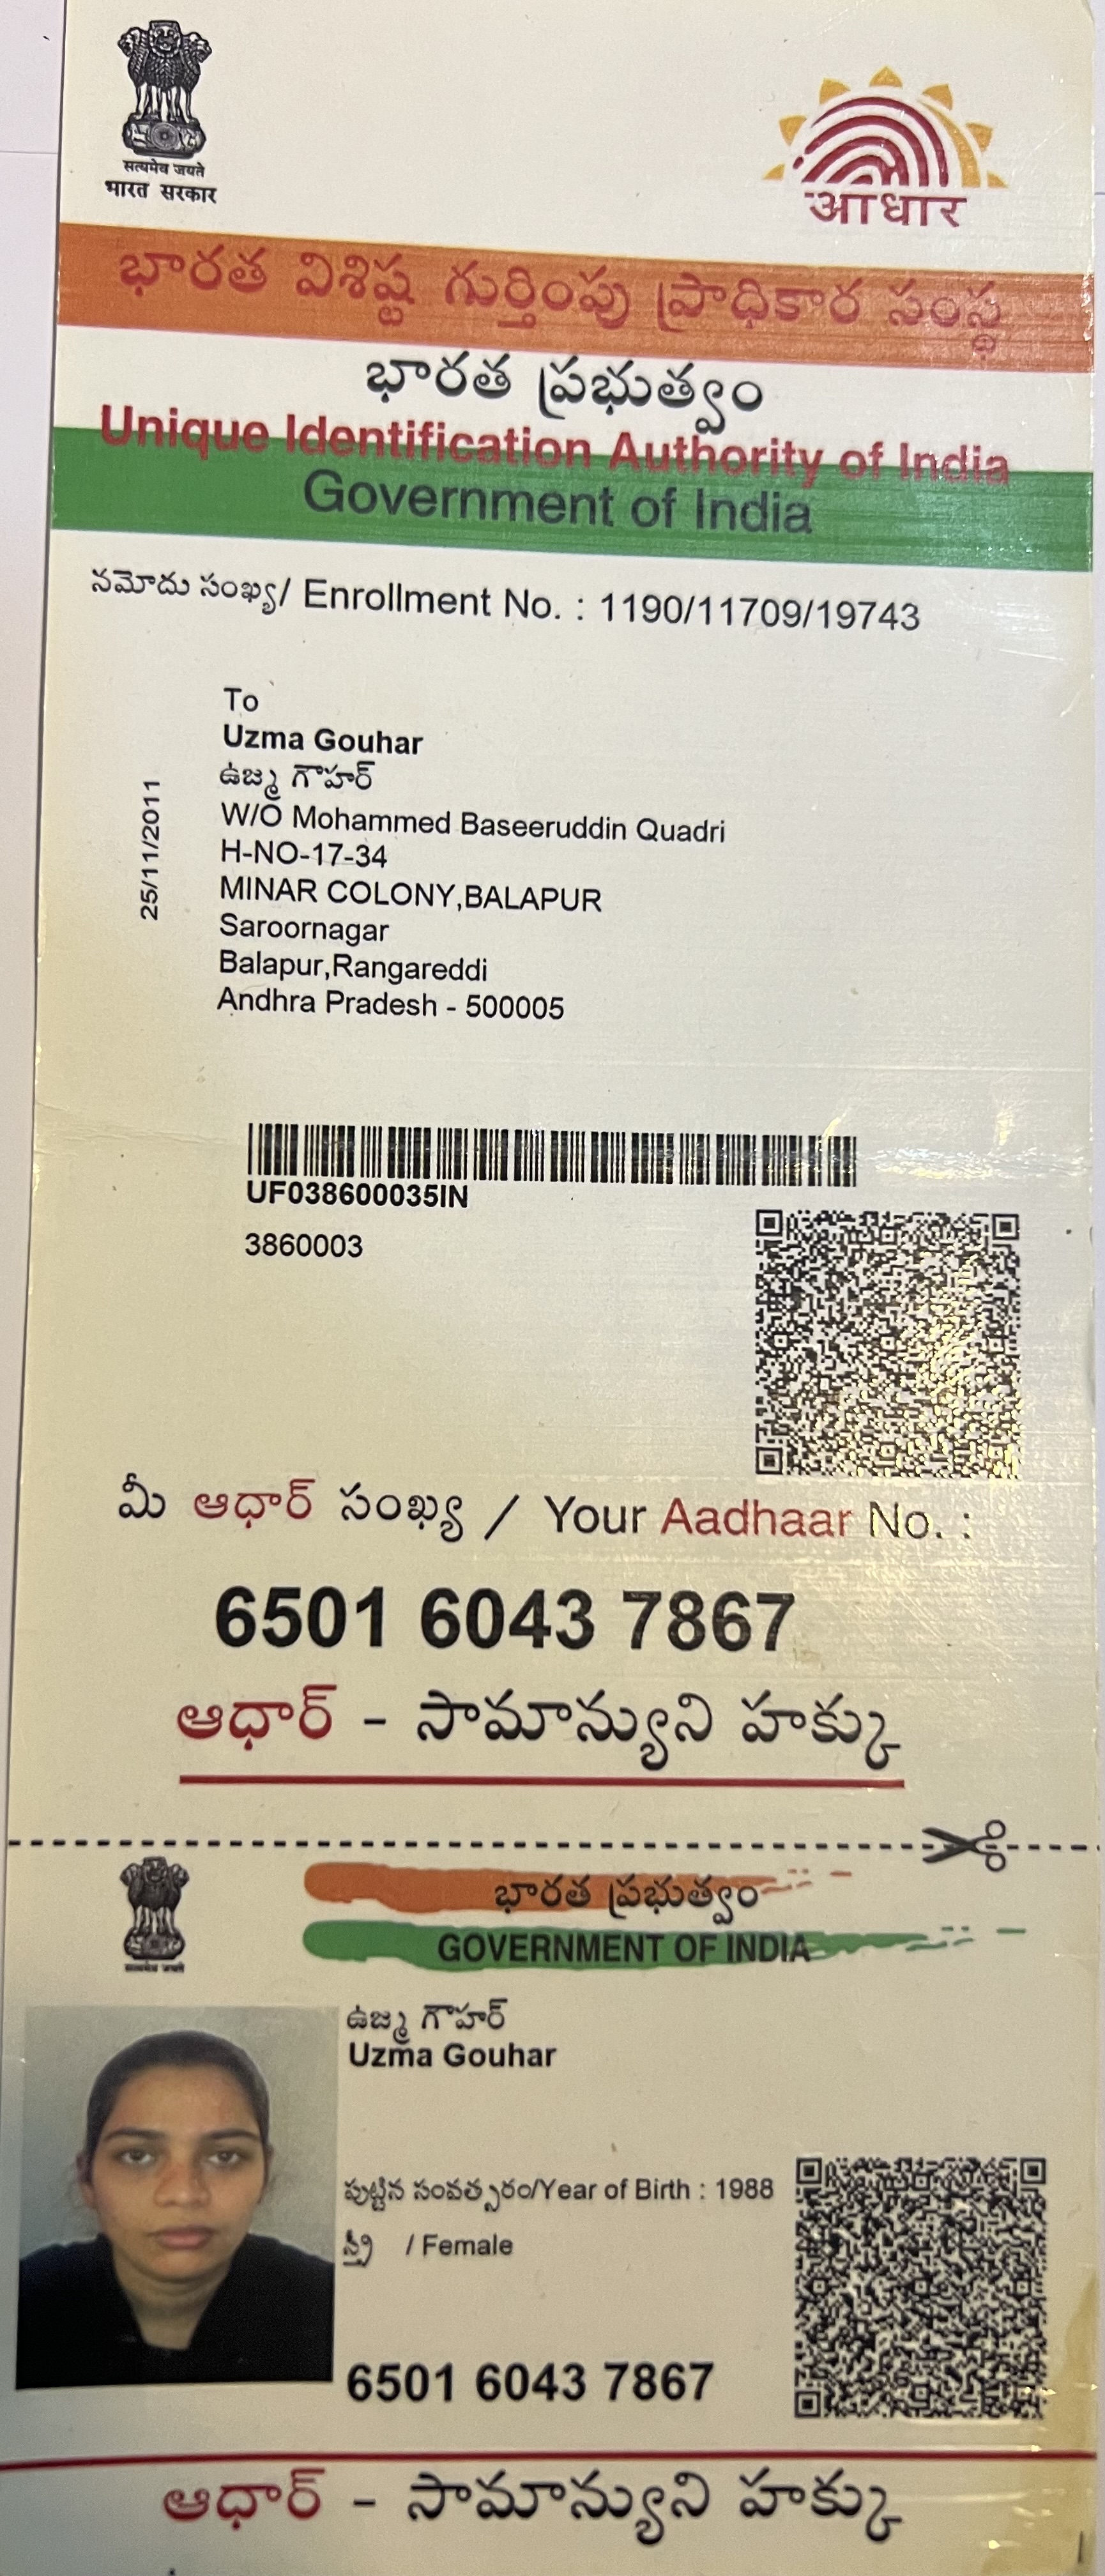 सत्यमेव जयते
भारत सरकार
आधार
భారత విశిష్ట గుర్తింపు ప్రాధికార సంస్థ
భారత ప్రభుత్వం
Unique Identification Authority of India
Government of India
నమోదు సంఖ్య/ Enrollment No. : 1190/11709/19743
To
Uzma Gouhar
ఉజ్మ గౌహర్
W/O Mohammed Baseeruddin Quadri
H-NO-17-34
MINAR COLONY,BALAPUR
Saroornagar
Balapur,Rangareddi
Andhra Pradesh - 500005
25/11/2011
UF038600035IN
3860003
మీ ఆధార్ సంఖ్య / Your Aadhaar No. :
6501 6043 7867
ఆధార్ - సామాన్యుని హక్కు
భారత ప్రభుత్వం
GOVERNMENT OF INDIA
सत्यमेव जयते
ఉజ్మ గౌహర్
Uzma Gouhar
పుట్టిన సంవత్సరం/Year of Birth : 1988
స్త్రీ / Female
6501 6043 7867
ఆధార్ - సామాన్యుని హక్కు